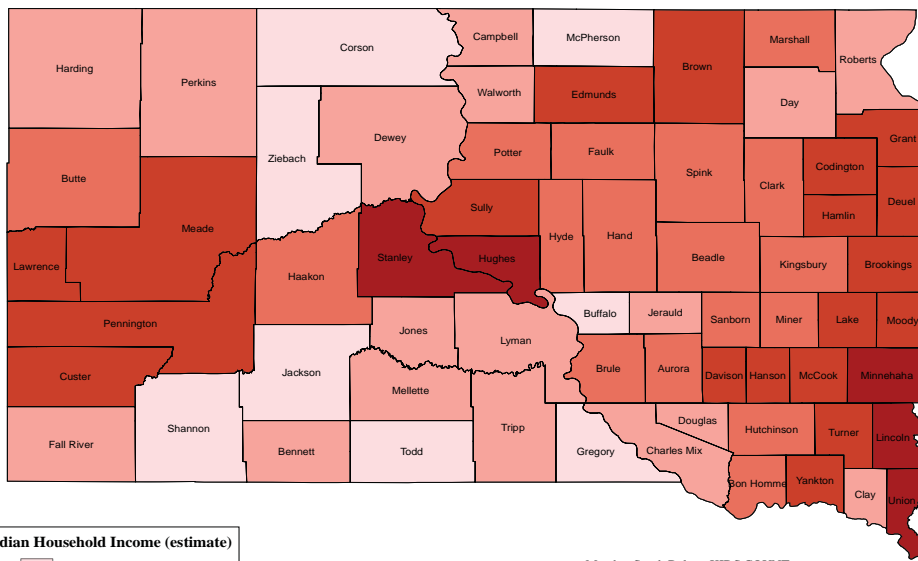 Harding
Perkins
Corson
Campbell
McPherson
Brown
Marshall
Roberts
Walworth
Edmunds
Day
Ziebach
Dewey
Butte
Potter
Faulk
Spink
Clark
Codington
Grant
Meade
Sully
Hyde
Hand
Hamlin
Deuel
Lawrence
Haakon
Stanley
Hughes
Beadle
Kingsbury
Brookings
Pennington
Jones
Lyman
Buffalo
Jerauld
Sanborn
Miner
Lake
Moody
Custer
Jackson
Mellette
Brule
Aurora
Davison
Hanson
McCook
Minnehaha
Fall River
Shannon
Bennett
Todd
Tripp
Gregory
Charles Mix
Douglas
Hutchinson
Turner
Lincoln
Bon Homme
Yankton
Clay
Union
dian Household Income (estimate)